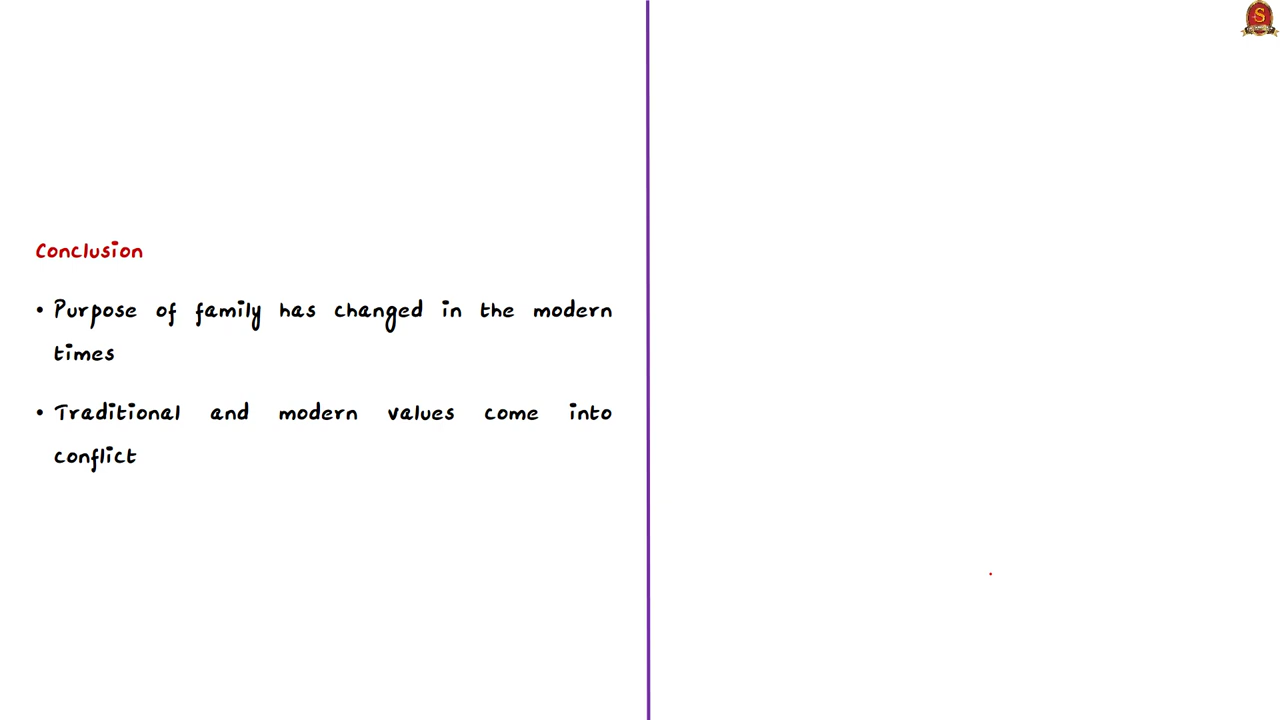 Conclusion
• Purpose of family has changed in the modern
times
• Traditional and modern values come into
conflict
S